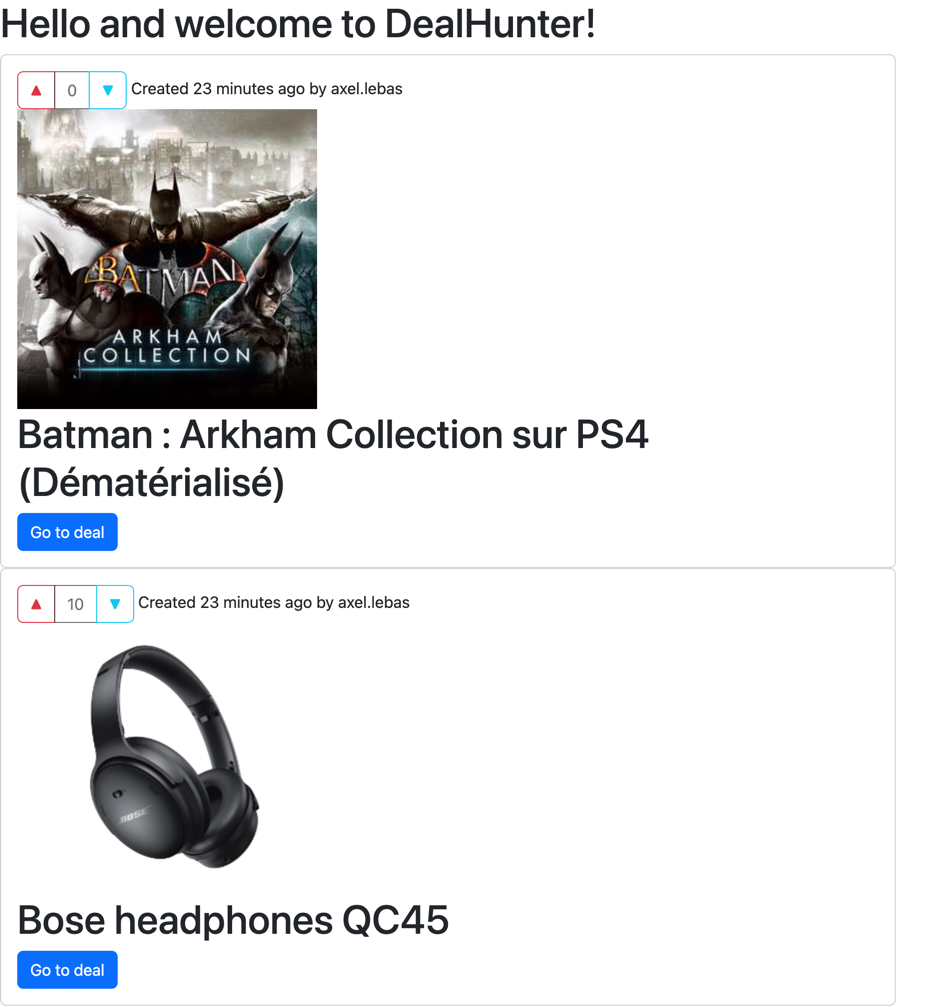 Hello and welcome to DealHunter!
▲ 0 ▼ Created 23 minutes ago by axel.lebas
BATMAN
ARKHAM
COLLECTION
Batman : Arkham Collection sur PS4
(Dématérialisé)
Go to deal
▲ 10 ▼ Created 23 minutes ago by axel.lebas
BOSE
Bose headphones QC45
Go to deal